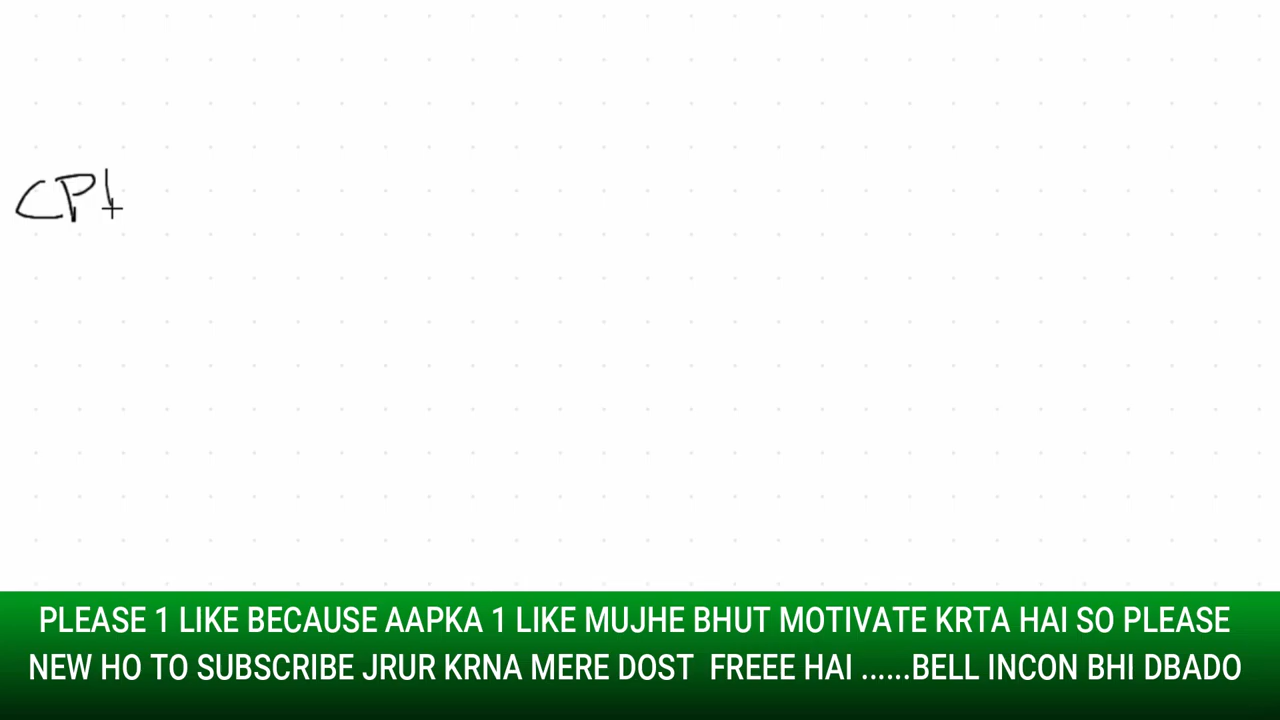 CP
PLEASE 1 LIKE BECAUSE AAPKA 1 LIKE MUJHE BHUT MOTIVATE KRTA HAI SO PLEASE
NEW HO TO SUBSCRIBE JRUR KRNA MERE DOST FREEE HAI ......BELL INCON BHI DBADO